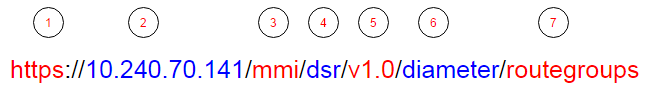 1 2 3 4 5 6 7
https://10.240.70.141/mmi/dsr/v1.0/diameter/routegroups